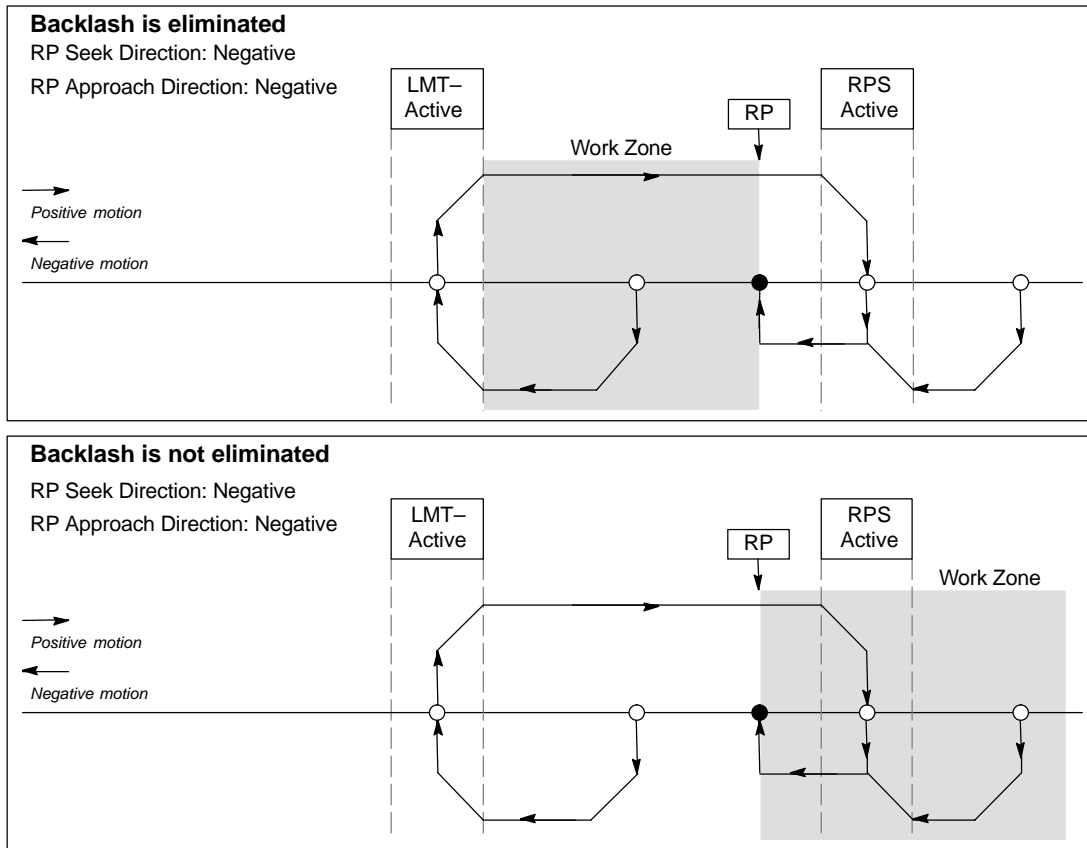 Backlash is eliminated
RP Seek Direction: Negative
RP Approach Direction: Negative
LMT–
Active
RP
RPS
Active
Work Zone
Positive motion
Negative motion
Backlash is not eliminated
RP Seek Direction: Negative
RP Approach Direction: Negative
LMT–
Active
RP
RPS
Active
Work Zone
Positive motion
Negative motion